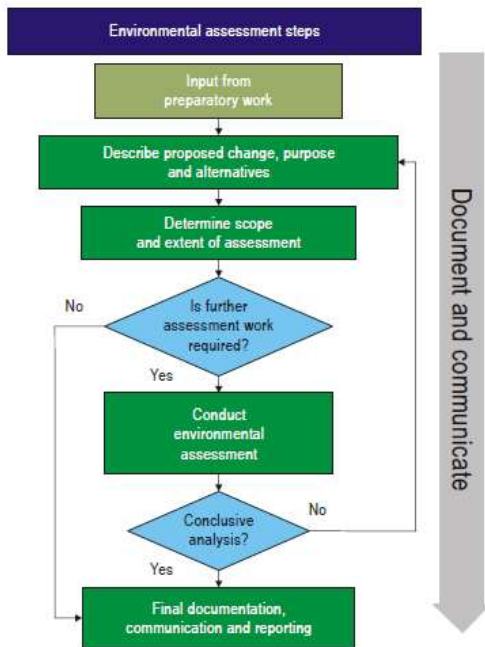 Environmental assessment steps
Input from
preparatory work
Describe proposed change, purpose
and alternatives
Determine scope
and extent of assessment
No
Is further
assessment work
required?
Yes
Conduct
environmental
assessment
No
Conclusive
analysis?
Yes
Final documentation,
communication and reporting
Document and communicate